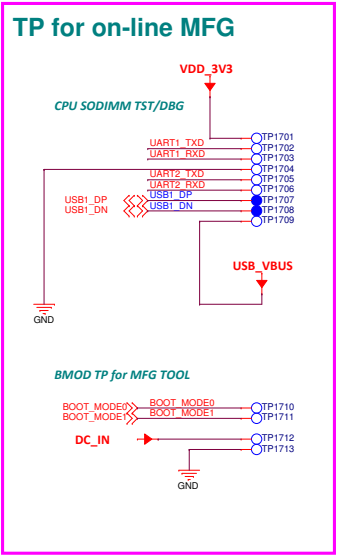 TP for on-line MFG
VDD_3V3
CPU SODIMM TST/DBG
TP1701
UART1_TXD TP1702
UART1_RXD TP1703
TP1704
UART2_TXD TP1705
UART2_RXD TP1706
USB1_DP USB1_DP TP1707
USB1_DN USB1_DN TP1708
TP1709
USB_VBUS
GND
BMOD TP for MFG TOOL
BOOT_MODE0 BOOT_MODE0 TP1710
BOOT_MODE1 BOOT_MODE1 TP1711
DC_IN TP1712
TP1713
GND